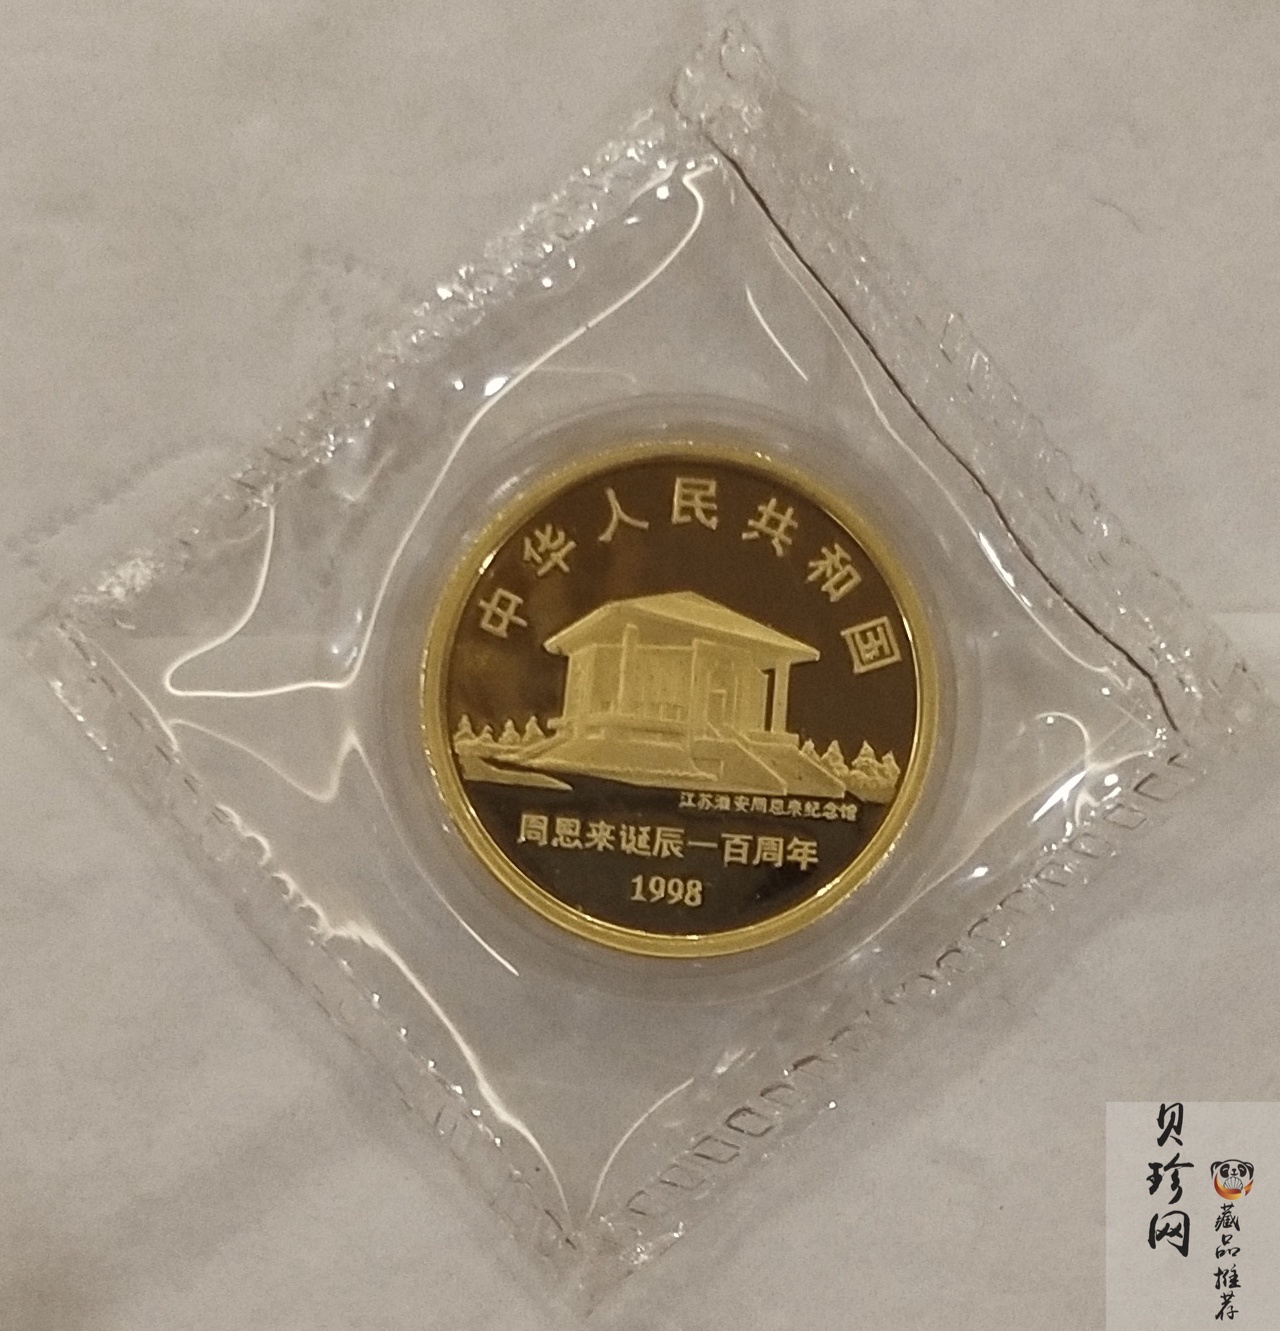 中华人民共和国
江苏淮安周恩来纪念馆
周恩来诞辰一百周年
1998
贝珍网
藏品推荐